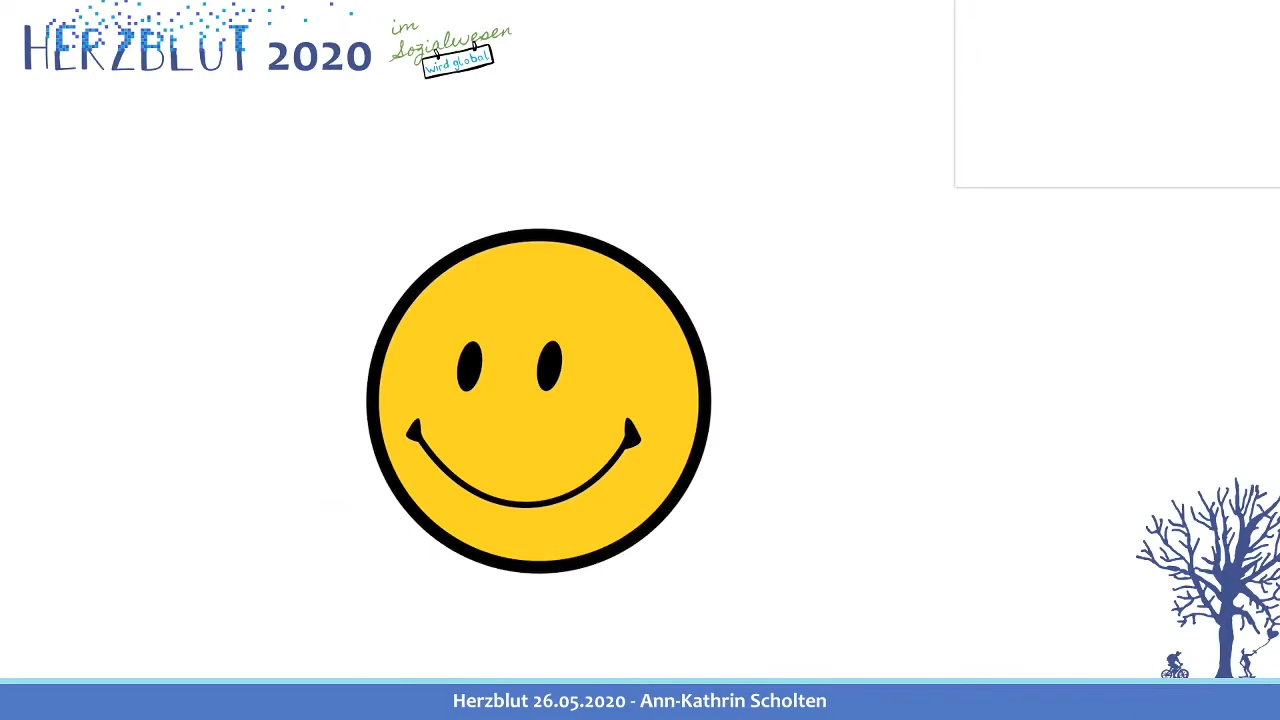 HERZBLUT 2020
im
Sozialwesen
wird global
Herzblut 26.05.2020 - Ann-Kathrin Scholten